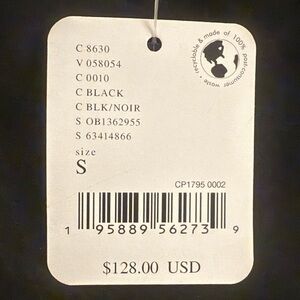 C 8630
V 058054
C 0010
C BLACK
C BLK/NOIR
S OB1362955
S 63414866
size
S
recyclable & made of 100% post-consumer waste •
CP1795 0002
1 95889 56273 9
$128.00 USD